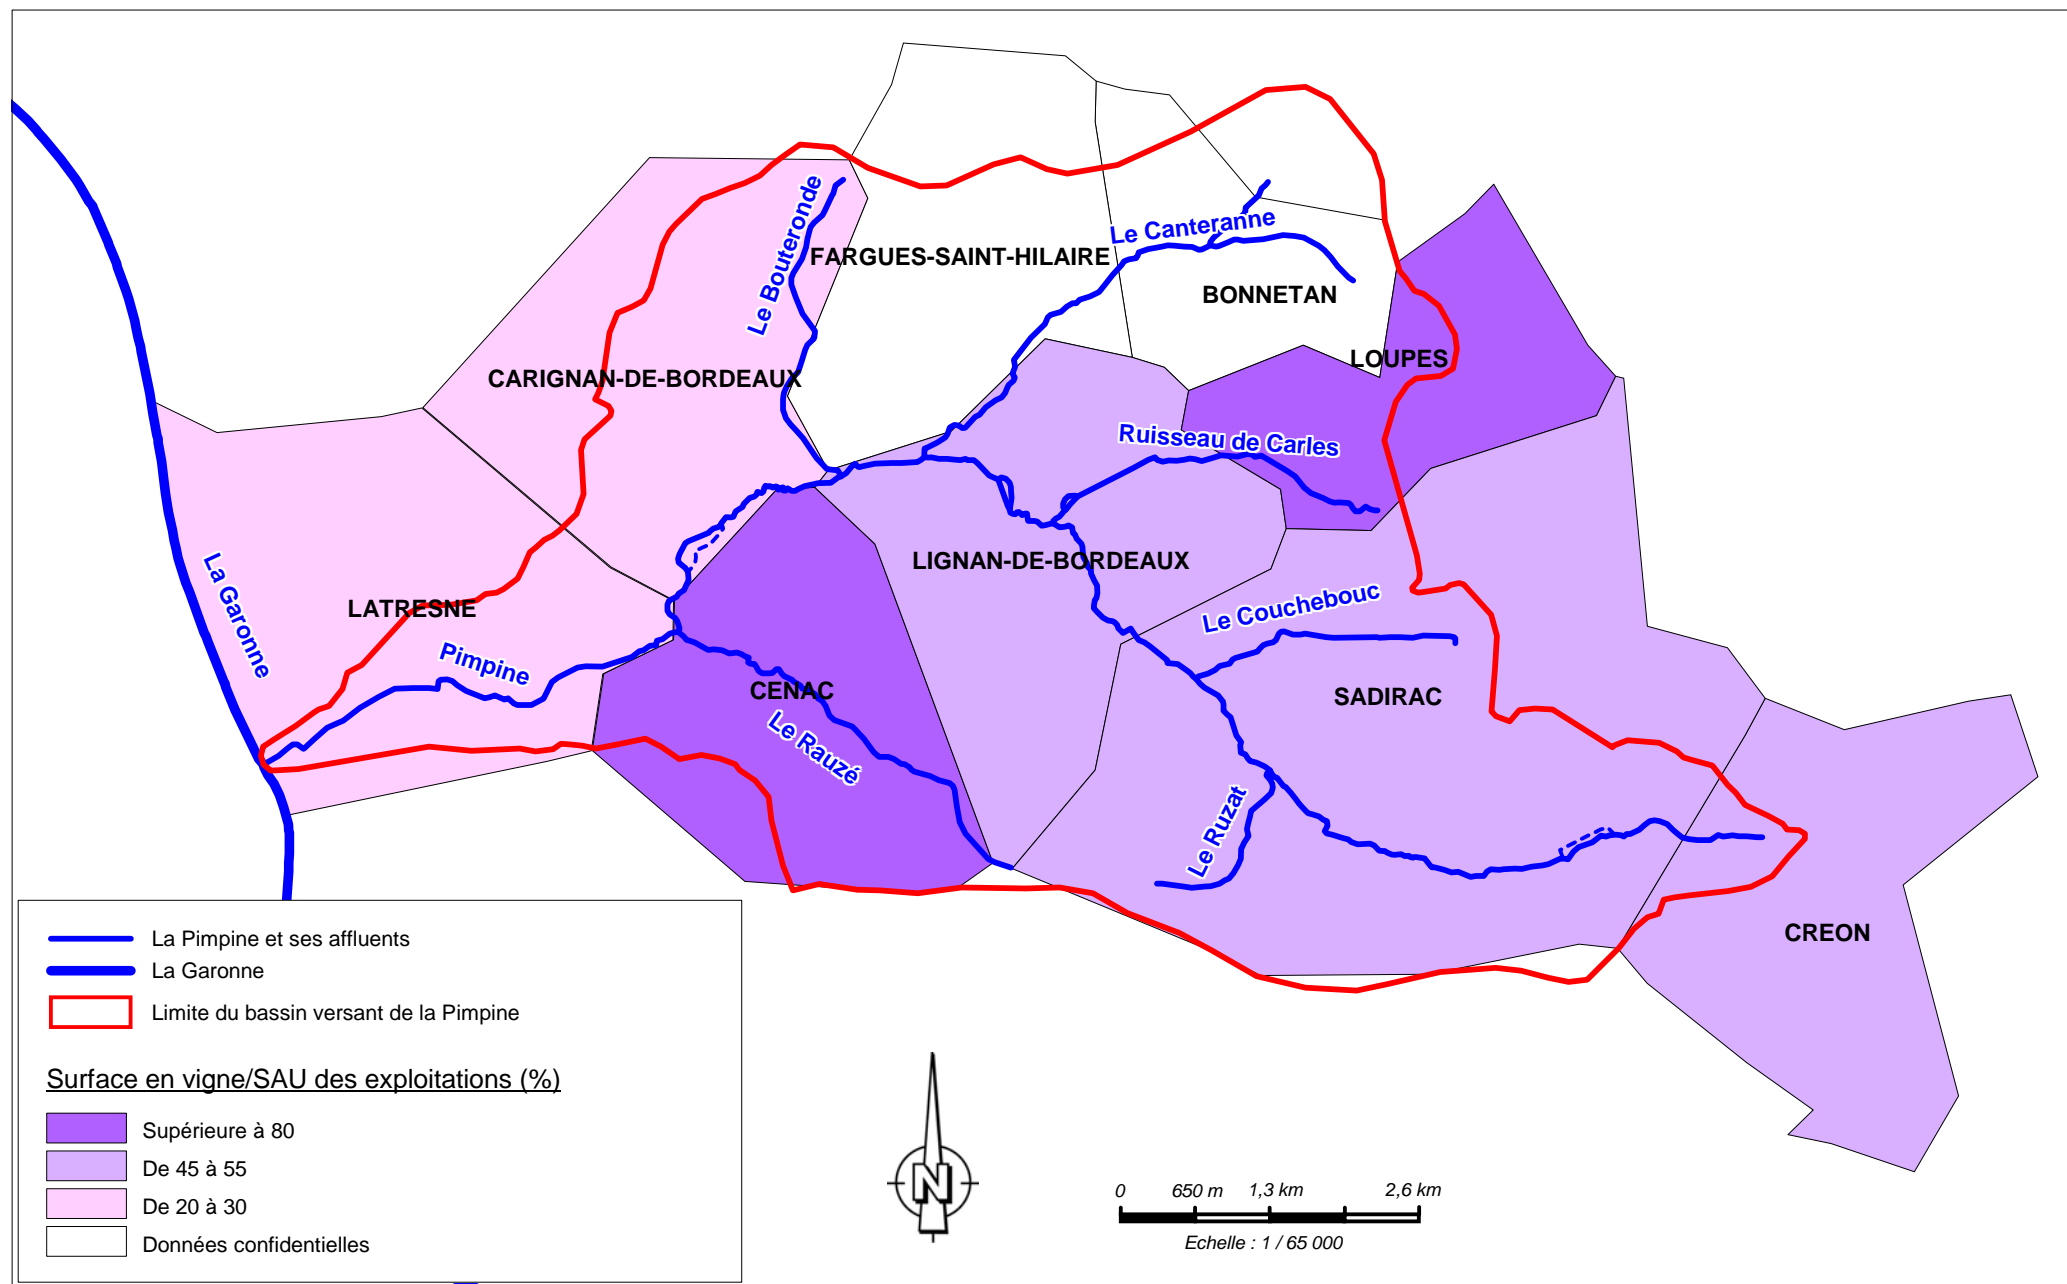 Le Bouteronde
Le Canteranne
FARGUES-SAINT-HILAIRE
BONNETAN
LOUPES
CARIGNAN-DE-BORDEAUX
Ruisseau de Carles
LIGNAN-DE-BORDEAUX
La Garonne
LATRESNE
Le Couchebouc
Pimpine
CENAC
SADIRAC
Le Rauzé
Le Ruzat
CREON
La Pimpine et ses affluents
La Garonne
Limite du bassin versant de la Pimpine
Surface en vigne/SAU des exploitations (%)
Supérieure à 80
De 45 à 55
De 20 à 30
Données confidentielles
N
0 650 m 1,3 km 2,6 km
Echelle : 1 / 65 000